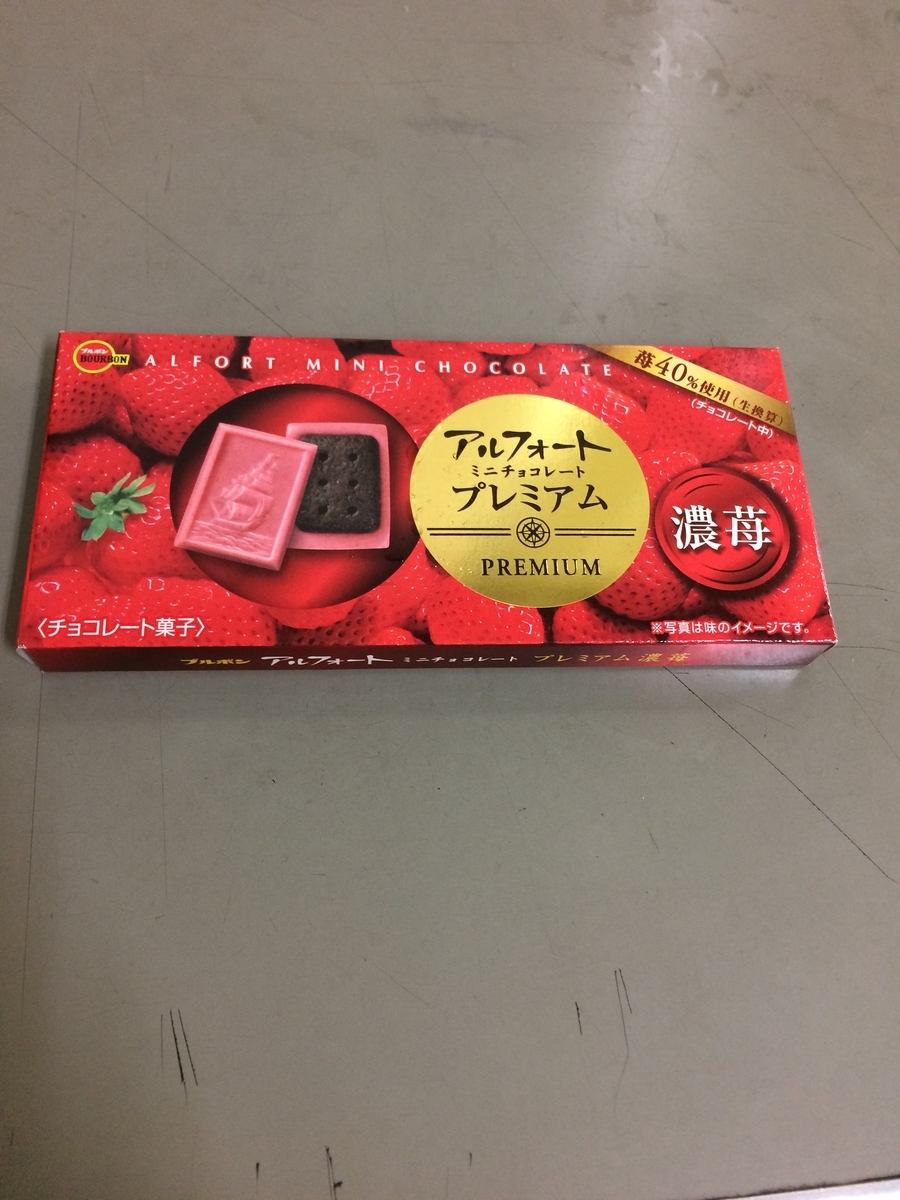 ブルボン
BOURBON
ALFORT MINI CHOCOLATE
苺40%使用(生換算)
(チョコレート中)
アルフォート
ミニチョコレート
プレミアム
PREMIUM
濃苺
〈チョコレート菓子〉
※写真は味のイメージです。
ブルボン アルフォート ミニチョコレート プレミアム 濃苺